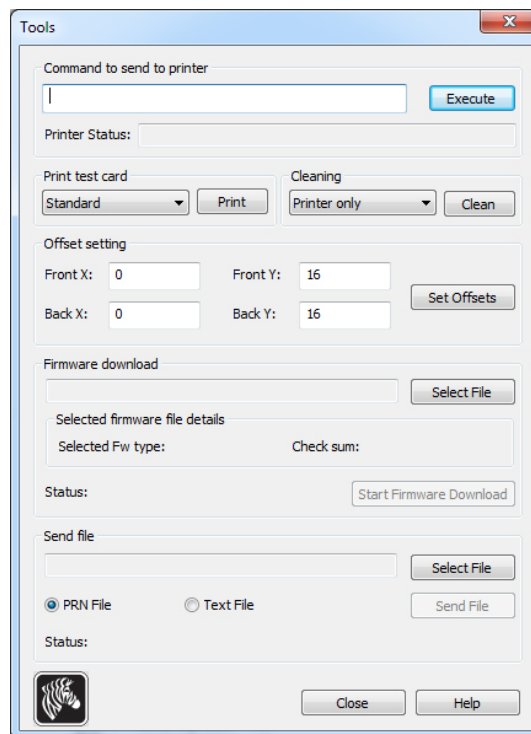 Tools
Command to send to printer
Execute
Printer Status:
Print test card
Cleaning
Standard
Print
Printer only
Clean
Offset setting
Front X: 0 Front Y: 16
Set Offsets
Back X: 0 Back Y: 16
Firmware download
Select File
Selected firmware file details
Selected Fw type: Check sum:
Status:
Start Firmware Download
Send file
Select File
PRN File Text File
Send File
Status:
Close Help